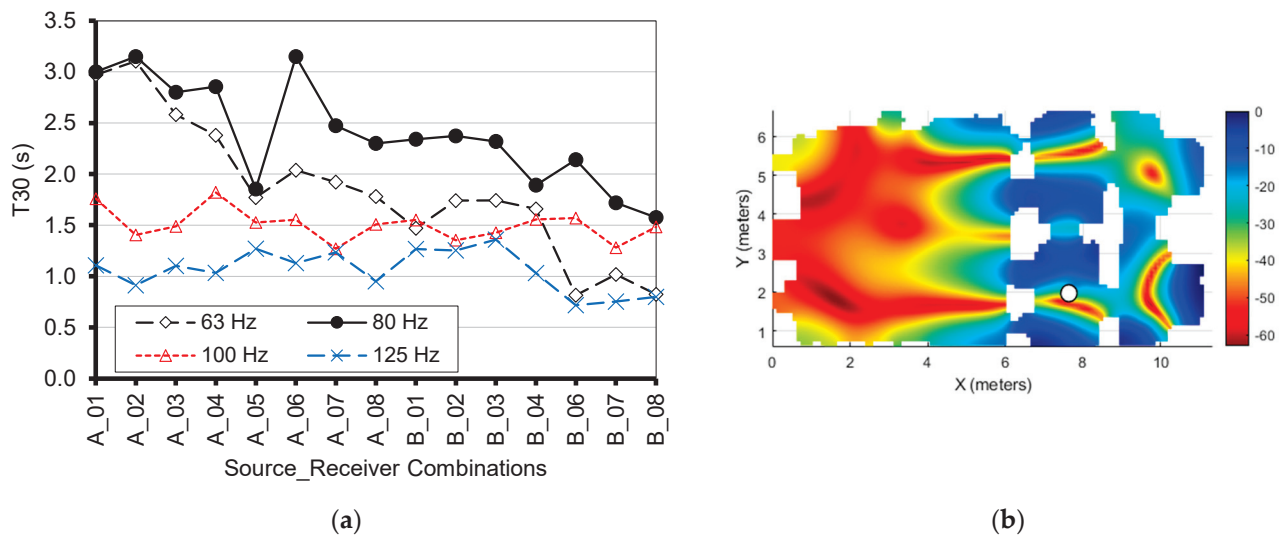 3.5
3.0
2.5
2.0
1.5
1.0
0.5
0.0
T30 (s)
63 Hz
80 Hz
100 Hz
125 Hz
A_01
A_02
A_03
A_04
A_05
A_06
A_07
A_08
B_01
B_02
B_03
B_04
B_06
B_07
B_08
Source_Receiver Combinations
(a)
6
5
4
3
2
1
Y (meters)
0
2
4
6
8
10
X (meters)
0
-10
-20
-30
-40
-50
-60
(b)